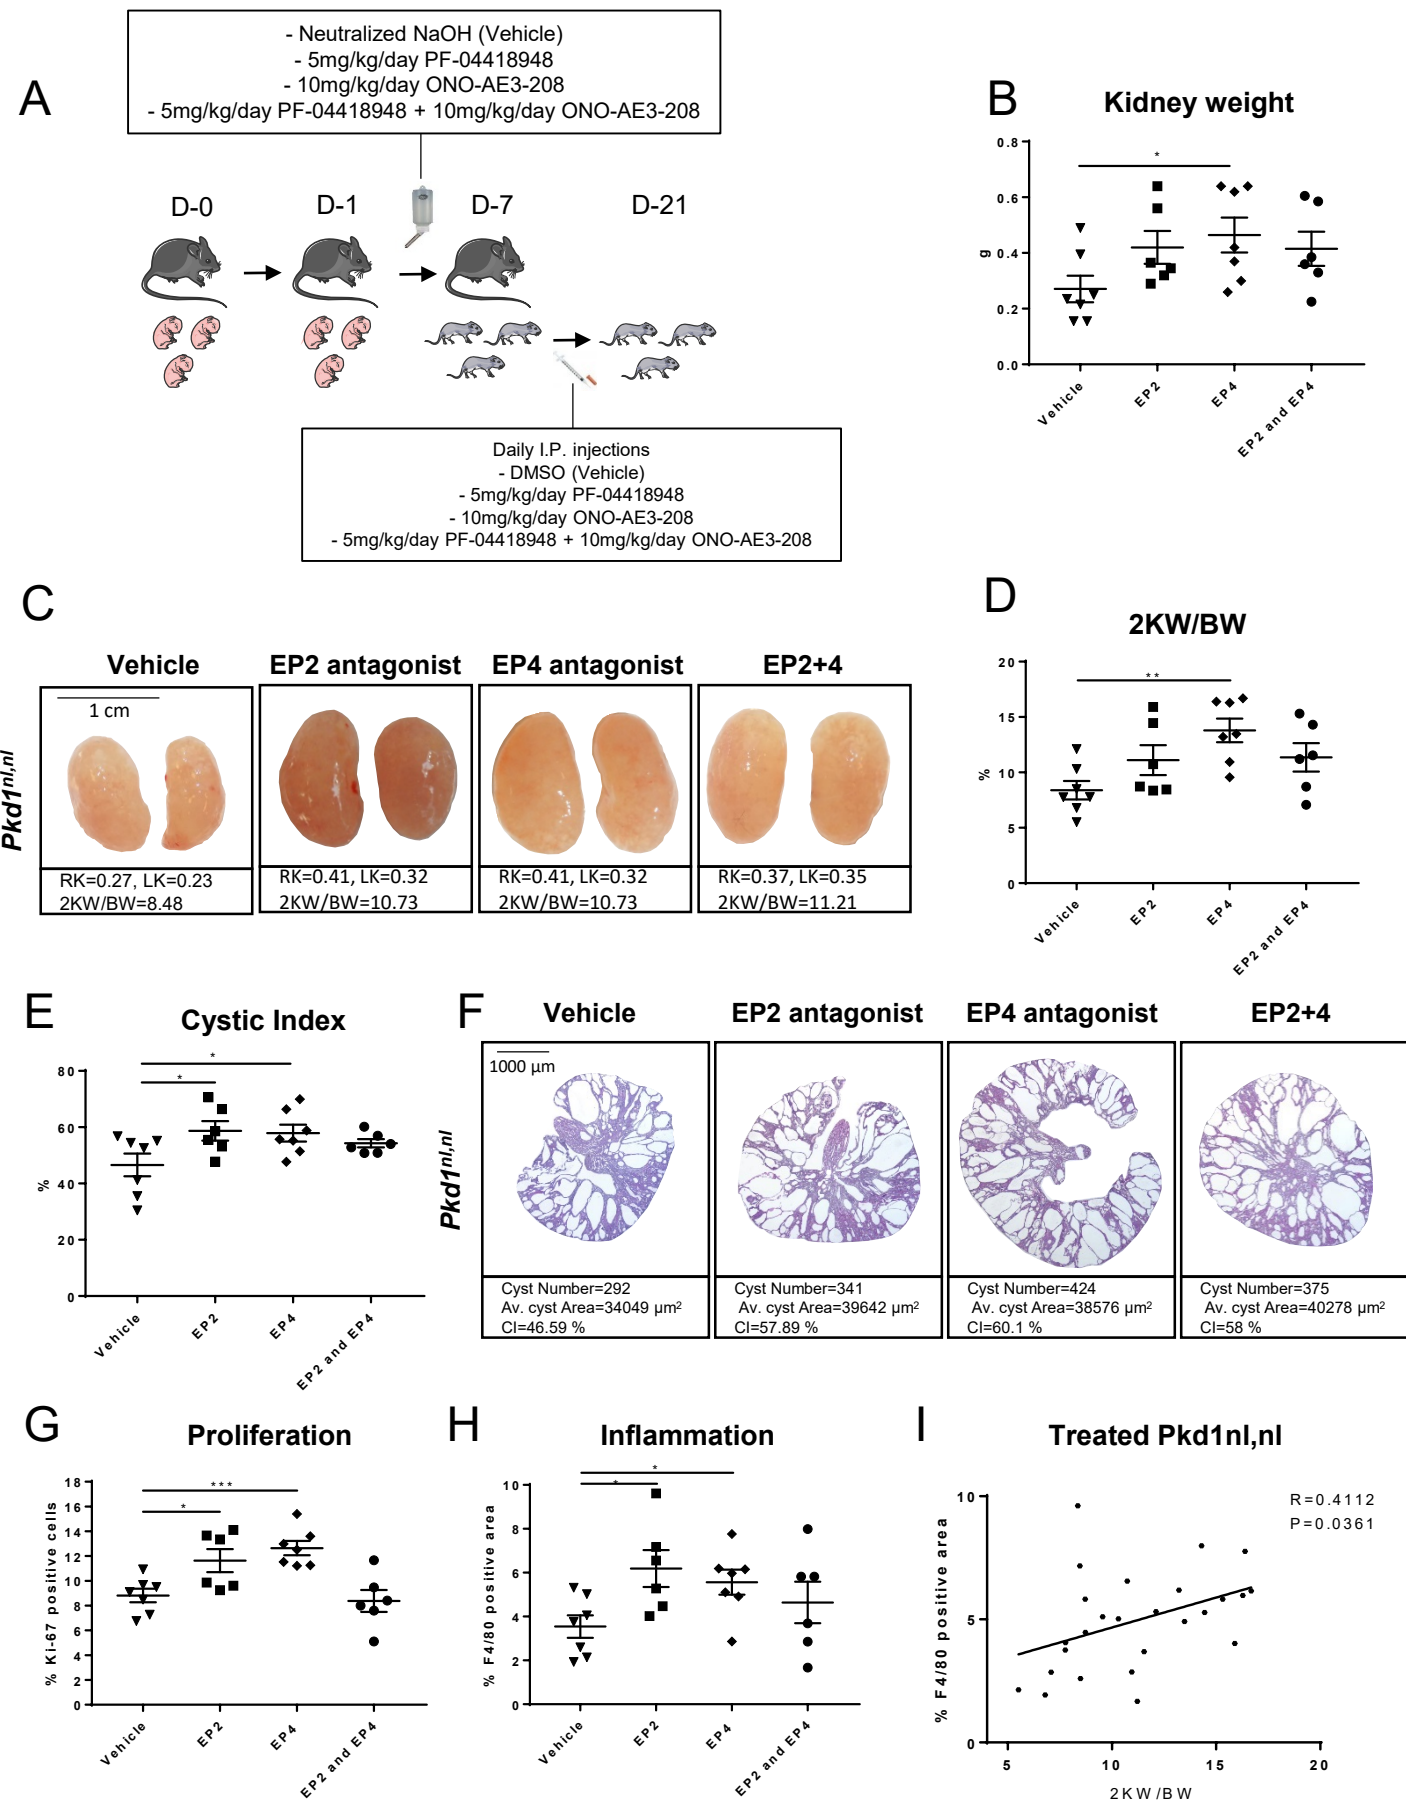 A
- Neutralized NaOH (Vehicle)
- 5mg/kg/day PF-04418948
- 10mg/kg/day ONO-AE3-208
- 5mg/kg/day PF-04418948 + 10mg/kg/day ONO-AE3-208
D-0
D-1
D-7
D-21
Daily I.P. injections
- DMSO (Vehicle)
- 5mg/kg/day PF-04418948
- 10mg/kg/day ONO-AE3-208
- 5mg/kg/day PF-04418948 + 10mg/kg/day ONO-AE3-208
B
Kidney weight
g
0.8
0.6
0.4
0.2
0.0
*
Vehicle
EP2
EP4
EP2 and EP4
C
Pkd1nl,nl
Vehicle
1 cm
RK=0.27, LK=0.23
2KW/BW=8.48
EP2 antagonist
RK=0.41, LK=0.32
2KW/BW=10.73
EP4 antagonist
RK=0.41, LK=0.32
2KW/BW=10.73
EP2+4
RK=0.37, LK=0.35
2KW/BW=11.21
D
2KW/BW
%
20
15
10
5
0
**
Vehicle
EP2
EP4
EP2 and EP4
E
Cystic Index
%
80
60
40
20
0
*
*
Vehicle
EP2
EP4
EP2 and EP4
F
Pkd1nl,nl
Vehicle
1000 µm
Cyst Number=292
Av. cyst Area=34049 µm²
CI=46.59 %
EP2 antagonist
Cyst Number=341
Av. cyst Area=39642 µm²
CI=57.89 %
EP4 antagonist
Cyst Number=424
Av. cyst Area=38576 µm²
CI=60.1 %
EP2+4
Cyst Number=375
Av. cyst Area=40278 µm²
CI=58 %
G
Proliferation
% Ki-67 positive cells
18
16
14
12
10
8
6
4
2
0
***
*
Vehicle
EP2
EP4
EP2 and EP4
H
Inflammation
% F4/80 positive area
10
8
6
4
2
0
*
*
Vehicle
EP2
EP4
EP2 and EP4
I
Treated Pkd1nl,nl
R=0.4112
P=0.0361
% F4/80 positive area
10
5
0
5
10
15
20
2KW/BW